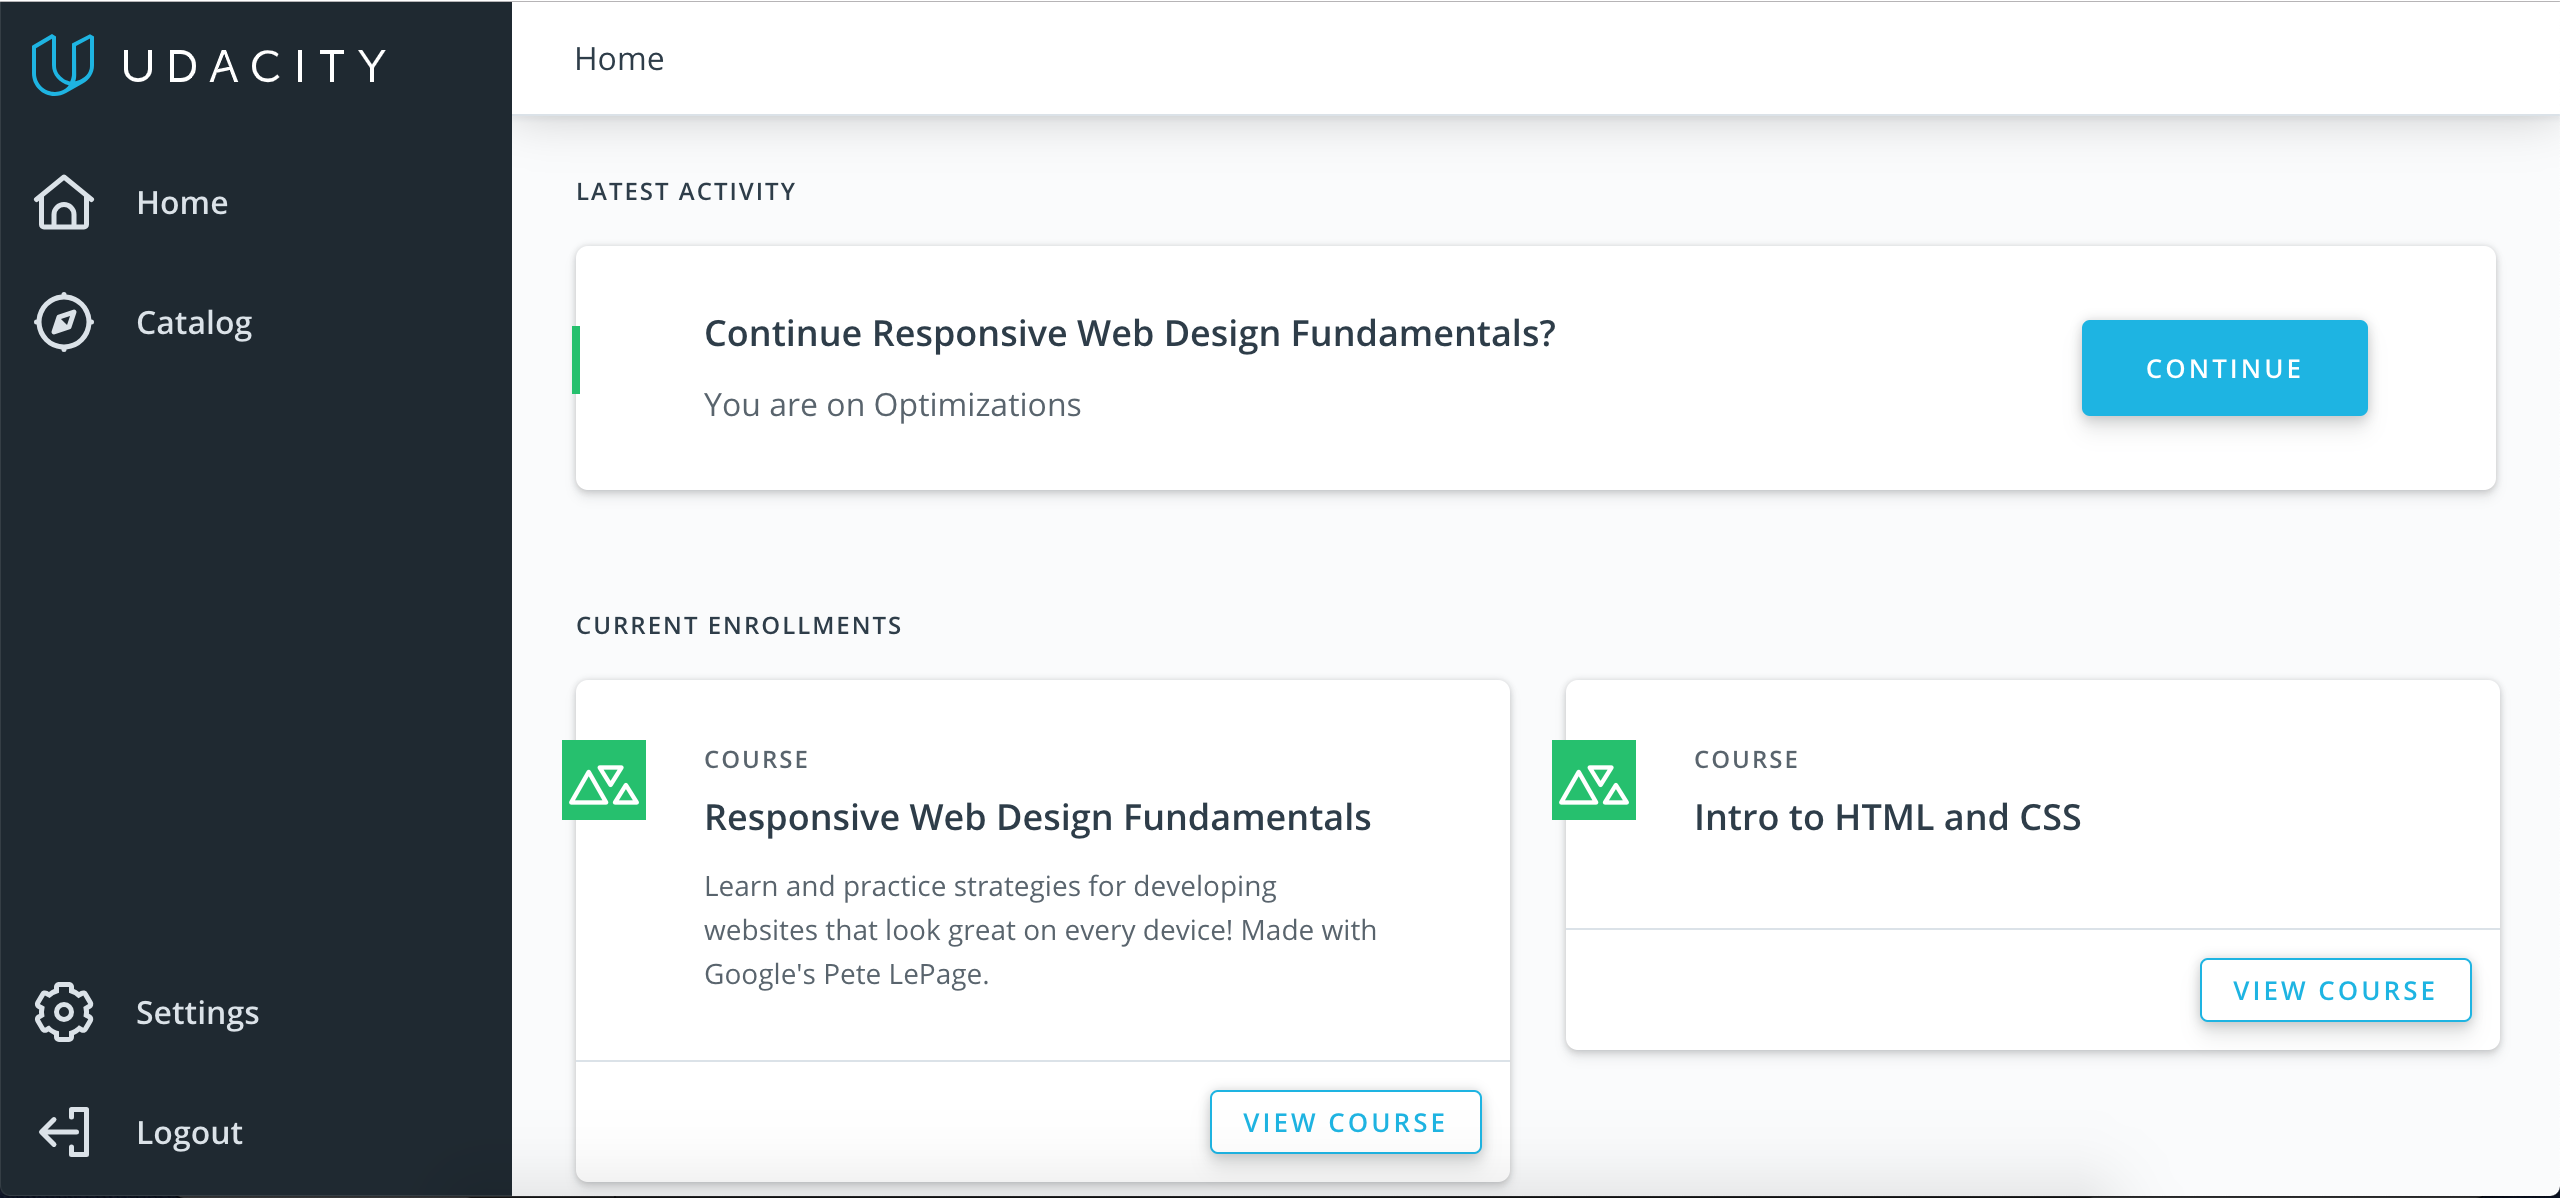 UDACITY
Home
Catalog
Settings
Logout
Home
LATEST ACTIVITY
Continue Responsive Web Design Fundamentals?
You are on Optimizations
CONTINUE
CURRENT ENROLLMENTS
COURSE
Responsive Web Design Fundamentals
Learn and practice strategies for developing
websites that look great on every device! Made with
Google's Pete LePage.
VIEW COURSE
COURSE
Intro to HTML and CSS
VIEW COURSE